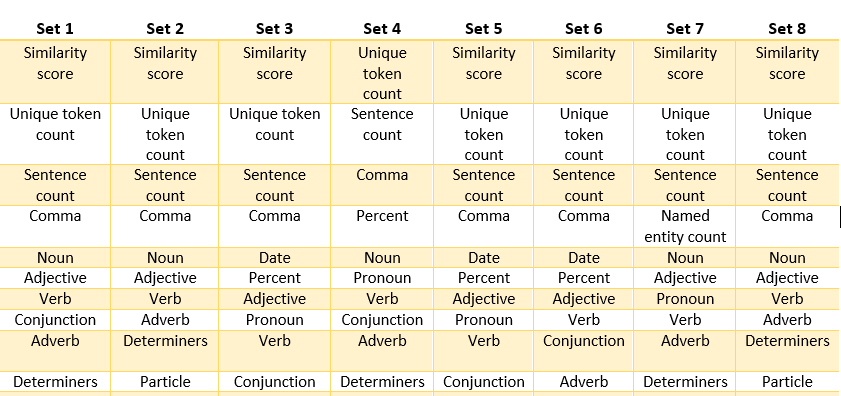 Set 1 Set 2 Set 3 Set 4 Set 5 Set 6 Set 7 Set 8
Similarity score Similarity score Similarity score Unique token count Similarity score Similarity score Similarity score Similarity score
Unique token count Unique token count Unique token count Sentence count Unique token count Unique token count Unique token count Unique token count
Sentence count Sentence count Sentence count Comma Sentence count Sentence count Sentence count Sentence count
Comma Comma Comma Percent Comma Comma Named entity count Comma
Noun Noun Date Noun Date Date Noun Noun
Adjective Adjective Percent Pronoun Percent Percent Adjective Adjective
Verb Verb Adjective Verb Adjective Adjective Pronoun Verb
Conjunction Adverb Pronoun Conjunction Pronoun Verb Verb Adverb
Adverb Determiners Verb Adverb Verb Conjunction Adverb Determiners
Determiners Particle Conjunction Determiners Conjunction Adverb Determiners Particle